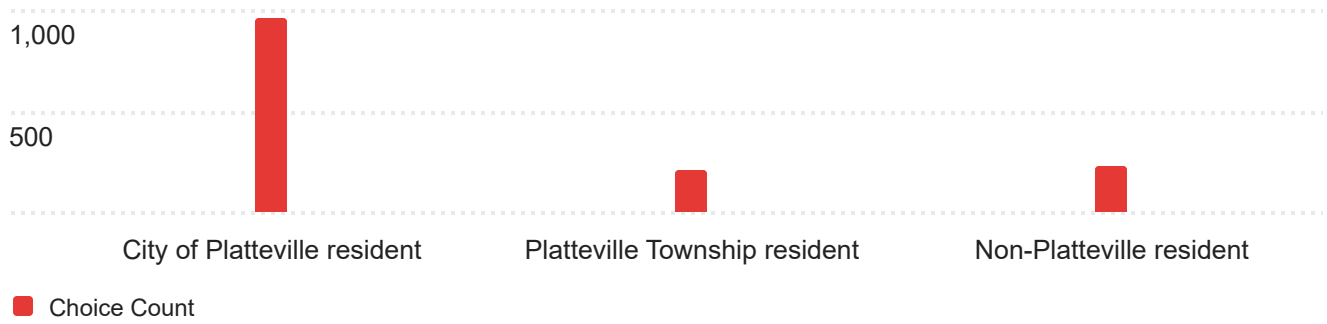 1,000
500
City of Platteville resident
Platteville Township resident
Non-Platteville resident
Choice Count